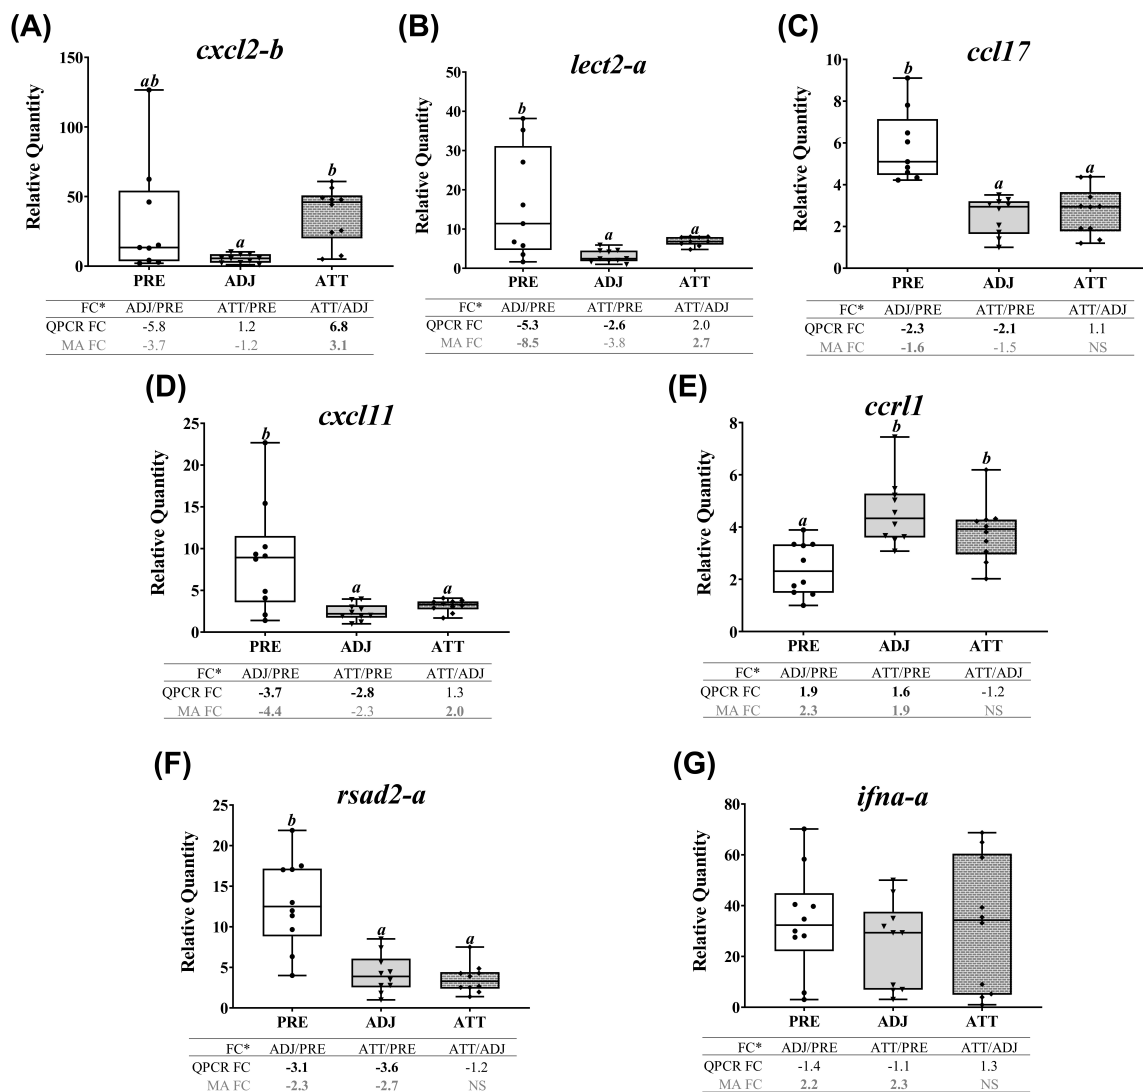 (A)
cxcl2-b
Relative Quantity
150
100
50
0
ab
a
b
PRE ADJ ATT
FC* ADJ/PRE ATT/PRE ATT/ADJ
QPCR FC -5.8 1.2 6.8
MA FC -3.7 -1.2 3.1
(B)
lect2-a
Relative Quantity
50
40
30
20
10
0
b
a
a
PRE ADJ ATT
FC* ADJ/PRE ATT/PRE ATT/ADJ
QPCR FC -5.3 -2.6 2.0
MA FC -8.5 -3.8 2.7
(C)
ccl17
Relative Quantity
10
8
6
4
2
0
b
a
a
PRE ADJ ATT
FC* ADJ/PRE ATT/PRE ATT/ADJ
QPCR FC -2.3 -2.1 1.1
MA FC -1.6 -1.5 NS
(D)
cxcl11
Relative Quantity
25
20
15
10
5
0
b
a
a
PRE ADJ ATT
FC* ADJ/PRE ATT/PRE ATT/ADJ
QPCR FC -3.7 -2.8 1.3
MA FC -4.4 -2.3 2.0
(E)
ccrl1
Relative Quantity
8
6
4
2
0
a
b
b
PRE ADJ ATT
FC* ADJ/PRE ATT/PRE ATT/ADJ
QPCR FC 1.9 1.6 -1.2
MA FC 2.3 1.9 NS
(F)
rsad2-a
Relative Quantity
25
20
15
10
5
0
b
a
a
PRE ADJ ATT
FC* ADJ/PRE ATT/PRE ATT/ADJ
QPCR FC -3.1 -3.6 -1.2
MA FC -2.3 -2.7 NS
(G)
ifna-a
Relative Quantity
80
60
40
20
0
PRE ADJ ATT
FC* ADJ/PRE ATT/PRE ATT/ADJ
QPCR FC -1.4 -1.1 1.3
MA FC 2.2 2.3 NS